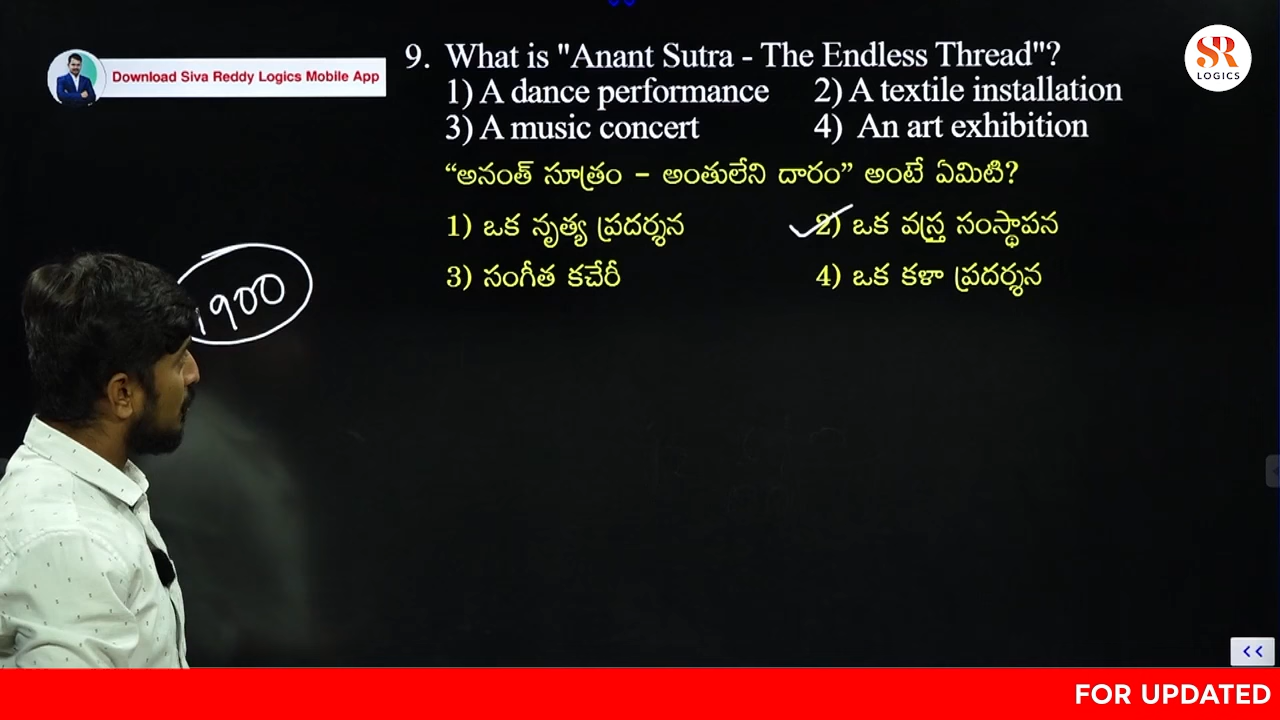 Download Siva Reddy Logics Mobile App
SR
LOGICS
9. What is "Anant Sutra - The Endless Thread"?
1) A dance performance 2) A textile installation
3) A music concert 4) An art exhibition
“అనంత్ సూత్రం – అంతులేని దారం” అంటే ఏమిటి?
1) ఒక నృత్య ప్రదర్శన 2) ఒక వస్త్ర సంస్థాపన
3) సంగీత కచేరీ 4) ఒక కళా ప్రదర్శన
1900
<<
FOR UPDATED